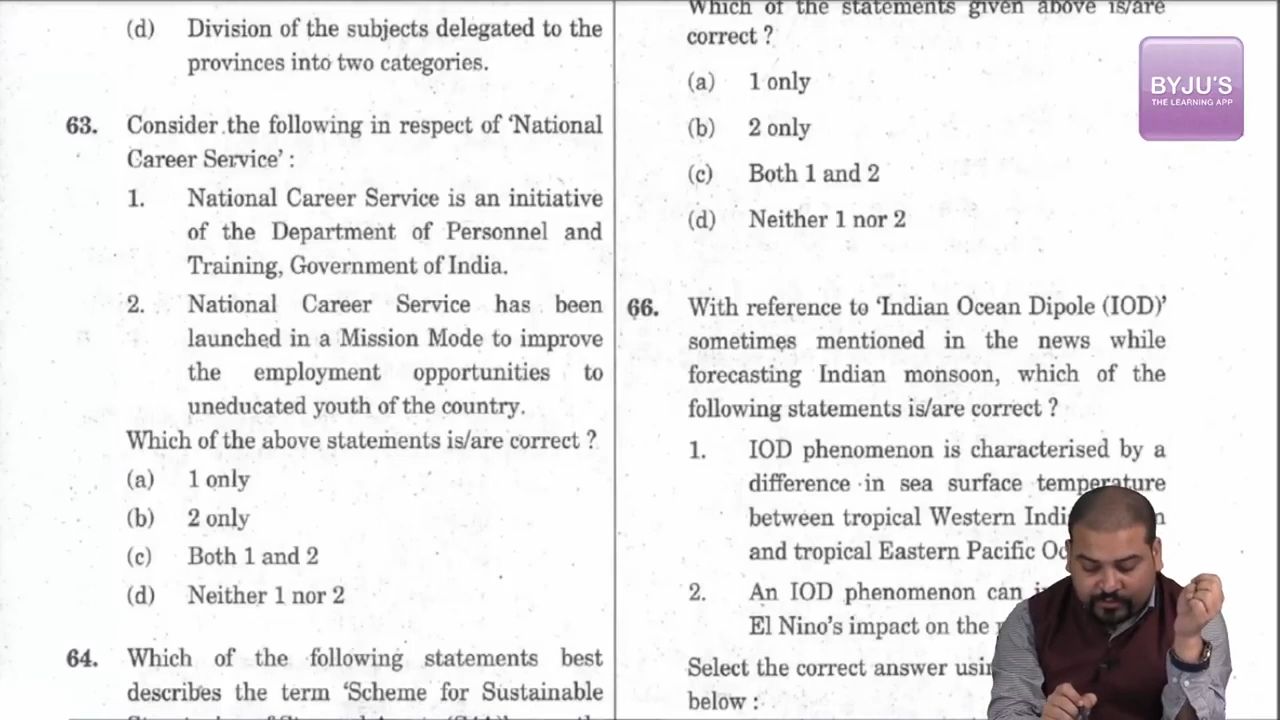 (d) Division of the subjects delegated to the
provinces into two categories.
63. Consider the following in respect of 'National
Career Service' :
1. National Career Service is an initiative
of the Department of Personnel and
Training, Government of India.
2. National Career Service has been
launched in a Mission Mode to improve
the employment opportunities to
uneducated youth of the country.
Which of the above statements is/are correct ?
(a) 1 only
(b) 2 only
(c) Both 1 and 2
(d) Neither 1 nor 2
64. Which of the following statements best
describes the term 'Scheme for Sustainable
Which of the statements given above is/are
correct ?
(a) 1 only
(b) 2 only
(c) Both 1 and 2
(d) Neither 1 nor 2
66. With reference to 'Indian Ocean Dipole (IOD)'
sometimes mentioned in the news while
forecasting Indian monsoon, which of the
following statements is/are correct ?
1. IOD phenomenon is characterised by a
difference in sea surface temperature
between tropical Western
and tropical Eastern Pacific
2. An IOD phenomenon can
El Nino's impact on the
Select the correct answer
below :
BYJU'S
THE LEARNING APP